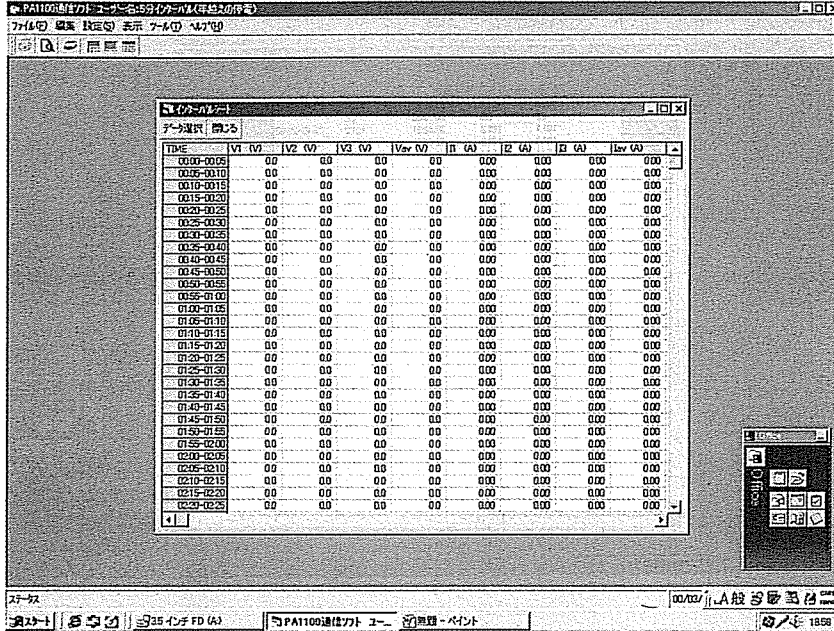 PA1100通信ソフト ユーザー名:5分インターバル(年越えの停電)
ファイル(F) 編集 設定(S) 表示 ツール(T) ヘルプ(H)
インターバルシート
データ選択 閉じる
TIME V1 (V) V2 (V) V3 (V) Vav (V) I1 (A) I2 (A) I3 (A) Iav (A)
00:00-00:05 0.0 0.0 0.0 0.0 0.00 0.00 0.00 0.00
00:05-00:10 0.0 0.0 0.0 0.0 0.00 0.00 0.00 0.00
00:10-00:15 0.0 0.0 0.0 0.0 0.00 0.00 0.00 0.00
00:15-00:20 0.0 0.0 0.0 0.0 0.00 0.00 0.00 0.00
00:20-00:25 0.0 0.0 0.0 0.0 0.00 0.00 0.00 0.00
00:25-00:30 0.0 0.0 0.0 0.0 0.00 0.00 0.00 0.00
00:30-00:35 0.0 0.0 0.0 0.0 0.00 0.00 0.00 0.00
00:35-00:40 0.0 0.0 0.0 0.0 0.00 0.00 0.00 0.00
00:40-00:45 0.0 0.0 0.0 0.0 0.00 0.00 0.00 0.00
00:45-00:50 0.0 0.0 0.0 0.0 0.00 0.00 0.00 0.00
00:50-00:55 0.0 0.0 0.0 0.0 0.00 0.00 0.00 0.00
00:55-01:00 0.0 0.0 0.0 0.0 0.00 0.00 0.00 0.00
01:00-01:05 0.0 0.0 0.0 0.0 0.00 0.00 0.00 0.00
01:05-01:10 0.0 0.0 0.0 0.0 0.00 0.00 0.00 0.00
01:10-01:15 0.0 0.0 0.0 0.0 0.00 0.00 0.00 0.00
01:15-01:20 0.0 0.0 0.0 0.0 0.00 0.00 0.00 0.00
01:20-01:25 0.0 0.0 0.0 0.0 0.00 0.00 0.00 0.00
01:25-01:30 0.0 0.0 0.0 0.0 0.00 0.00 0.00 0.00
01:30-01:35 0.0 0.0 0.0 0.0 0.00 0.00 0.00 0.00
01:35-01:40 0.0 0.0 0.0 0.0 0.00 0.00 0.00 0.00
01:40-01:45 0.0 0.0 0.0 0.0 0.00 0.00 0.00 0.00
01:45-01:50 0.0 0.0 0.0 0.0 0.00 0.00 0.00 0.00
01:50-01:55 0.0 0.0 0.0 0.0 0.00 0.00 0.00 0.00
01:55-02:00 0.0 0.0 0.0 0.0 0.00 0.00 0.00 0.00
02:00-02:05 0.0 0.0 0.0 0.0 0.00 0.00 0.00 0.00
02:05-02:10 0.0 0.0 0.0 0.0 0.00 0.00 0.00 0.00
02:10-02:15 0.0 0.0 0.0 0.0 0.00 0.00 0.00 0.00
02:15-02:20 0.0 0.0 0.0 0.0 0.00 0.00 0.00 0.00
02:20-02:25 0.0 0.0 0.0 0.0 0.00 0.00 0.00 0.00
Office
ステータス 00/03/ A 般
スタート 3.5 インチ FD (A) PA1100通信ソフト ユー... 無題 - ペイント 18:58